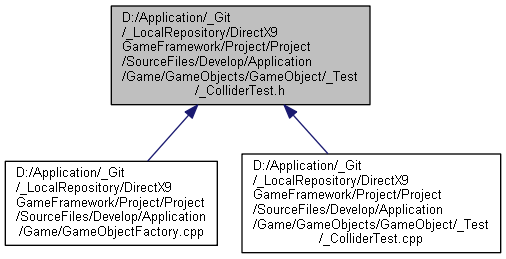 D:/Application/_Git
/_LocalRepository/DirectX9
GameFramework/Project/Project
/SourceFiles/Develop/Application
/Game/GameObjects/GameObject/_Test
/_ColliderTest.h
D:/Application/_Git
/_LocalRepository/DirectX9
GameFramework/Project/Project
/SourceFiles/Develop/Application
/Game/GameObjectFactory.cpp
D:/Application/_Git
/_LocalRepository/DirectX9
GameFramework/Project/Project
/SourceFiles/Develop/Application
/Game/GameObjects/GameObject/_Test
/_ColliderTest.cpp